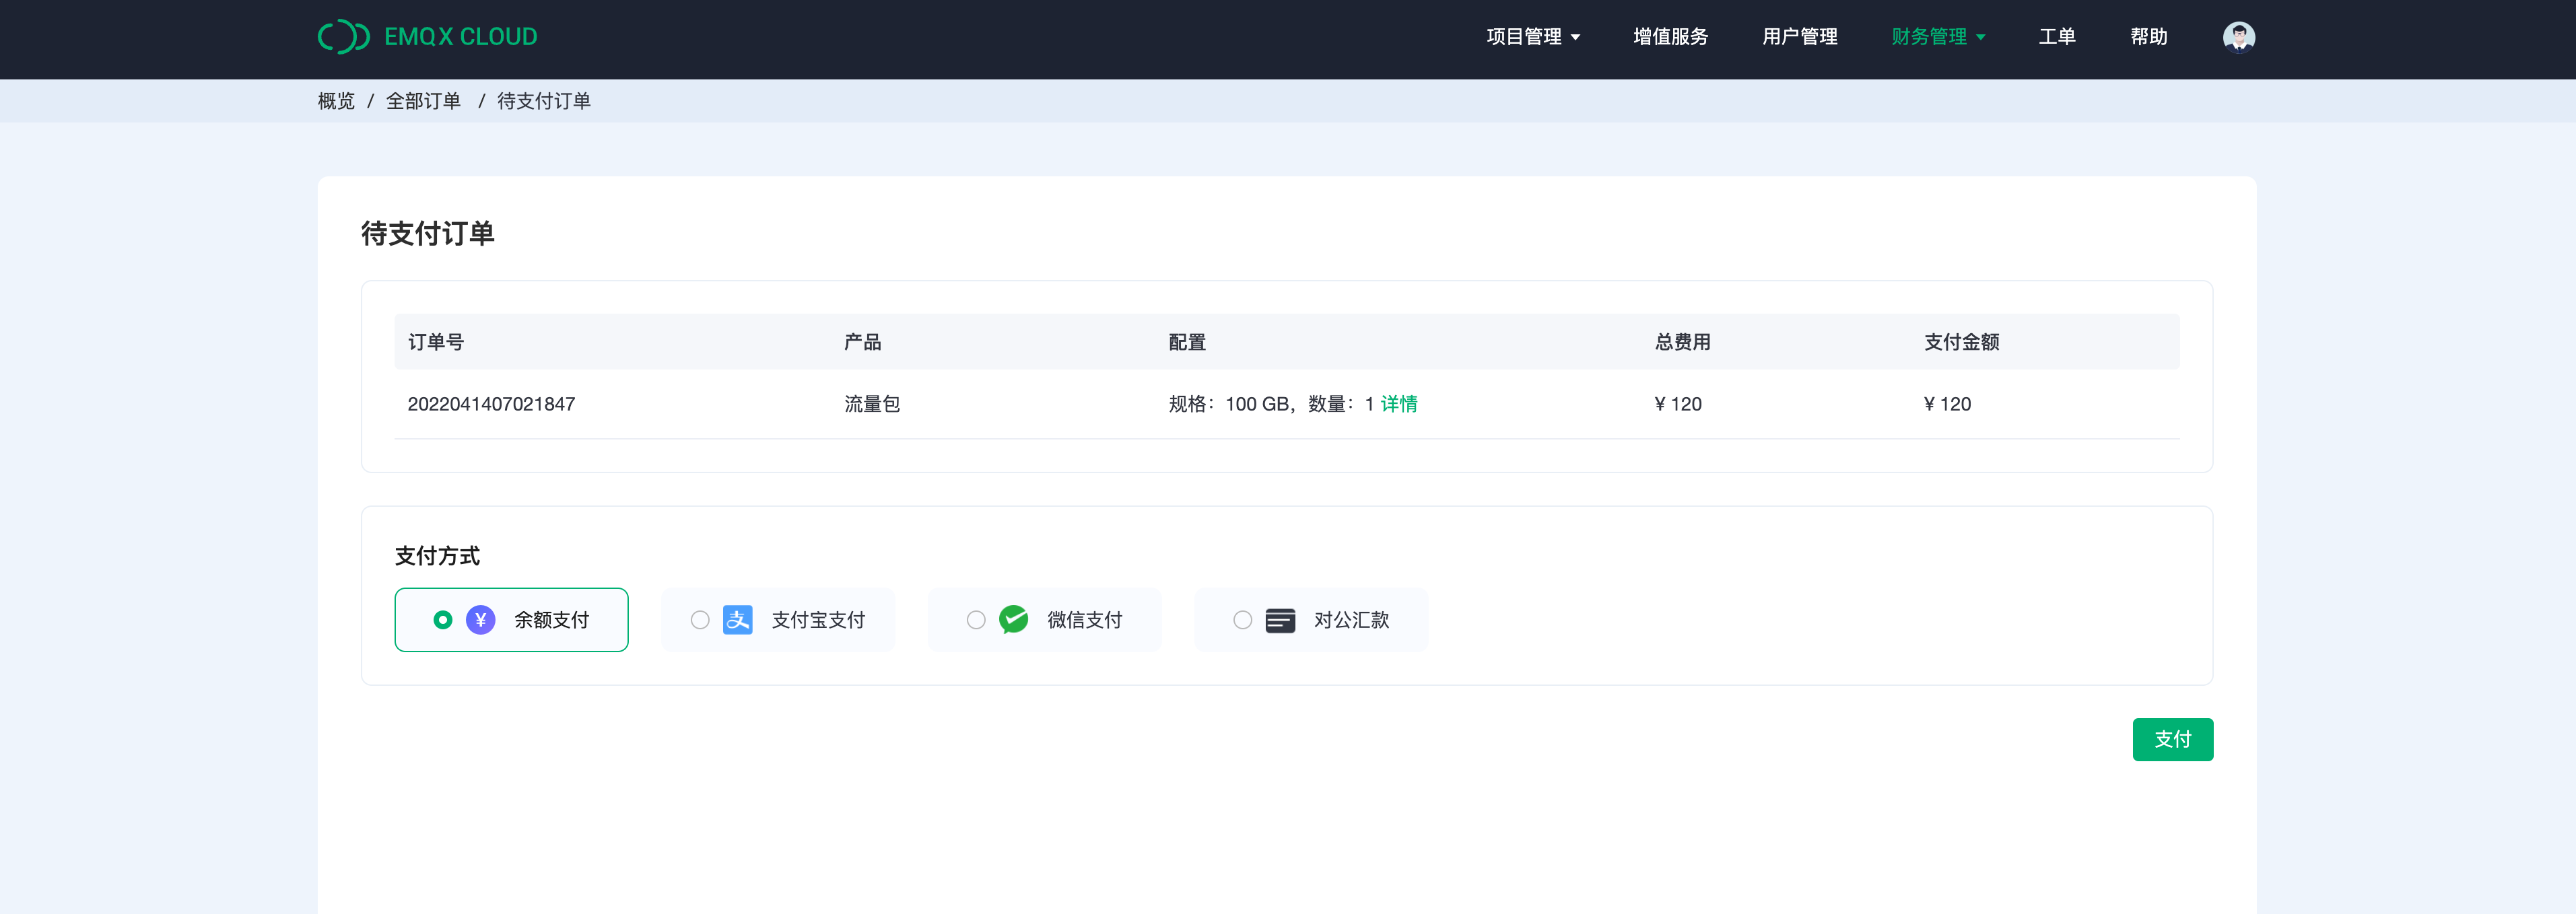 EMQX CLOUD 项目管理 增值服务 用户管理 财务管理 工单 帮助
概览 / 全部订单 / 待支付订单
待支付订单
订单号 产品 配置 总费用 支付金额
2022041407021847 流量包 规格：100 GB，数量：1 详情 ¥ 120 ¥ 120
支付方式
¥ 余额支付 支 支付宝支付 微信支付 对公汇款
支付